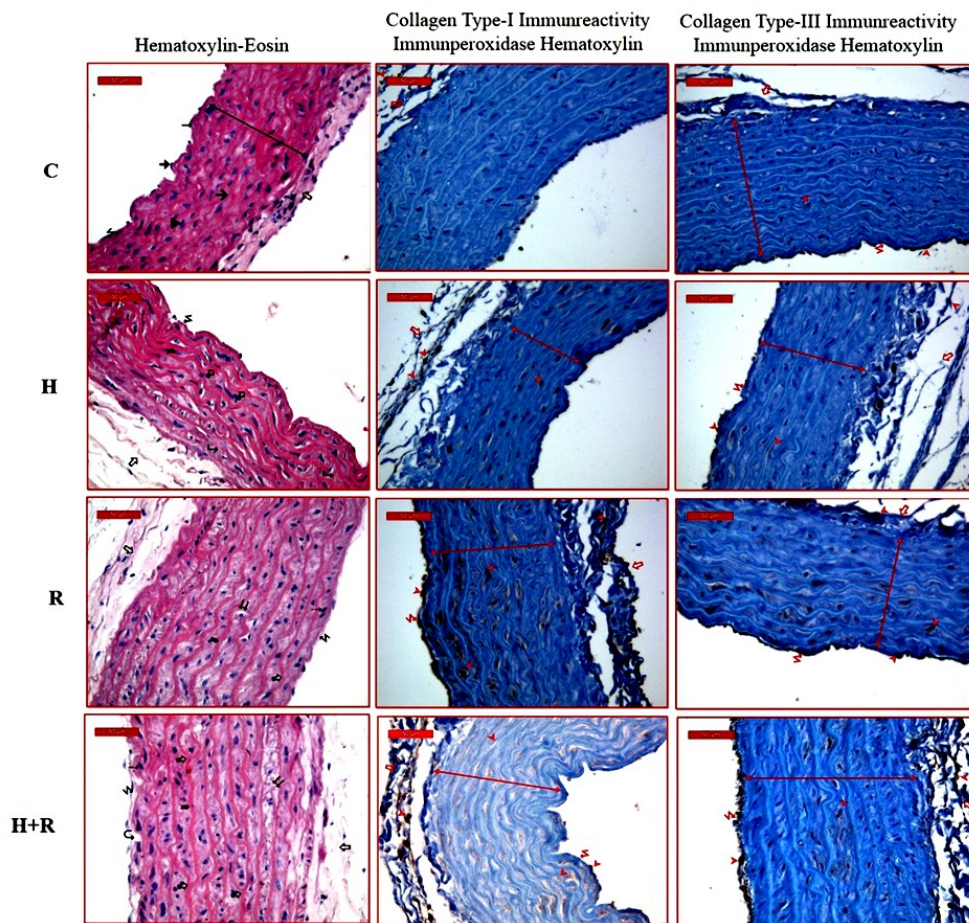 Hematoxylin-Eosin
Collagen Type-I Immunreactivity
Immunperoxidase Hematoxylin
Collagen Type-III Immunreactivity
Immunperoxidase Hematoxylin
C
H
R
H+R